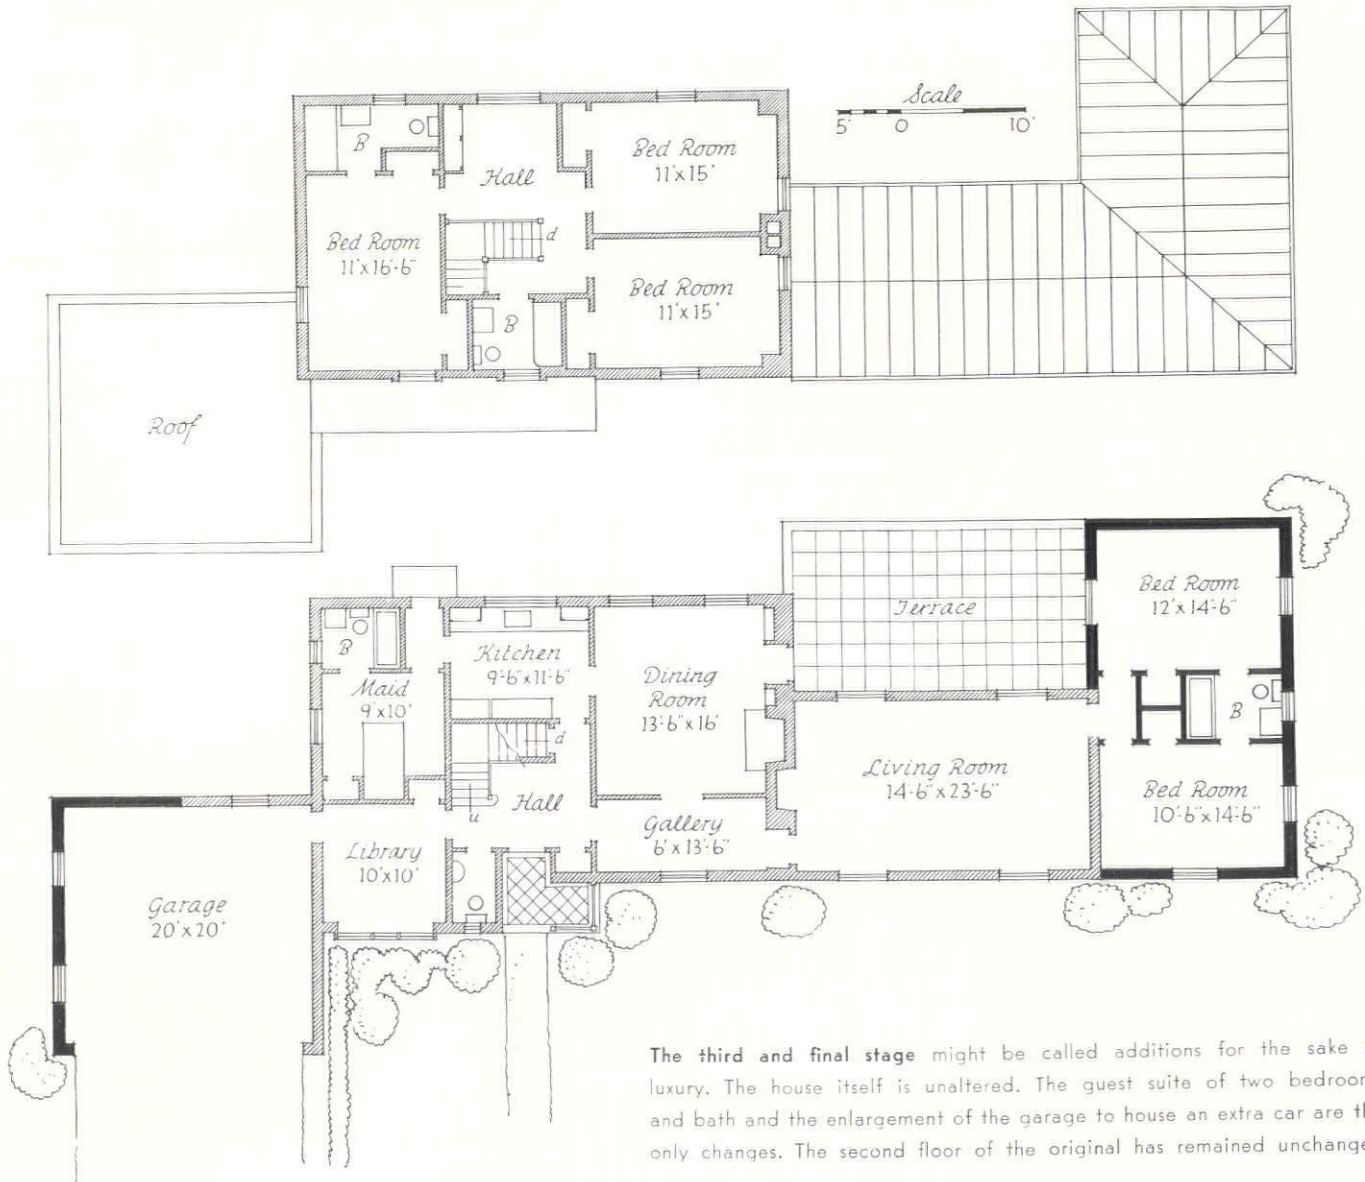 Scale
5' 0 10'
B
Hall
Bed Room
11'x15'
Bed Room
11'x16'-6"
d
Bed Room
11'x15'
B
Roof
Bed Room
12'x14'-6"
Terrace
B
Kitchen
9'-6"x11'-6"
Maid
9'x10'
Dining
Room
13'-6"x16'
B
d
Living Room
14'-6"x23'-6"
Bed Room
10'-6"x14'-6"
Hall
u
Gallery
6'x13'-6"
Library
10'x10'
Garage
20'x20'
The third and final stage might be called additions for the sake
luxury. The house itself is unaltered. The guest suite of two bedroom
and bath and the enlargement of the garage to house an extra car are th
only changes. The second floor of the original has remained unchange